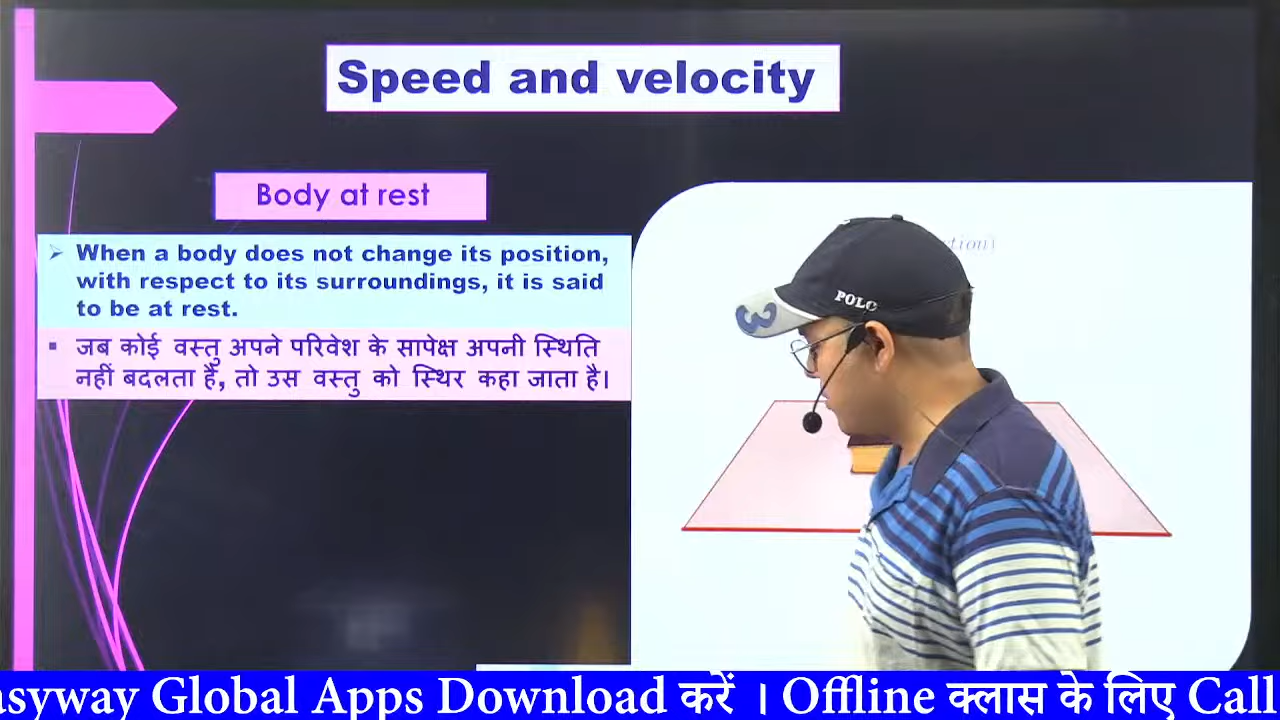 Speed and velocity
Body at rest
When a body does not change its position,
with respect to its surroundings, it is said
to be at rest.
जब कोई वस्तु अपने परिवेश के सापेक्ष अपनी स्थिति
नहीं बदलता है, तो उस वस्तु को स्थिर कहा जाता है।
POLO
3
asyway Global Apps Download करें । Offline क्लास के लिए Call